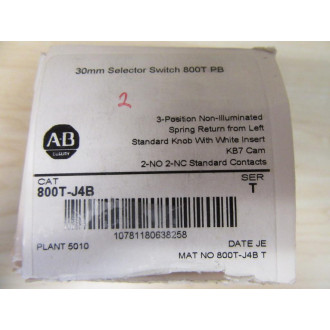 30mm Selector Switch 800T PB
2
3-Position Non-Illuminated
Spring Return from Left
Standard Knob With White Insert
KB7 Cam
2-NO 2-NC Standard Contacts
A-B
QUALITY
CAT
800T-J4B
SER
T
10781180638258
PLANT 5010
DATE JE
MAT NO 800T-J4B T